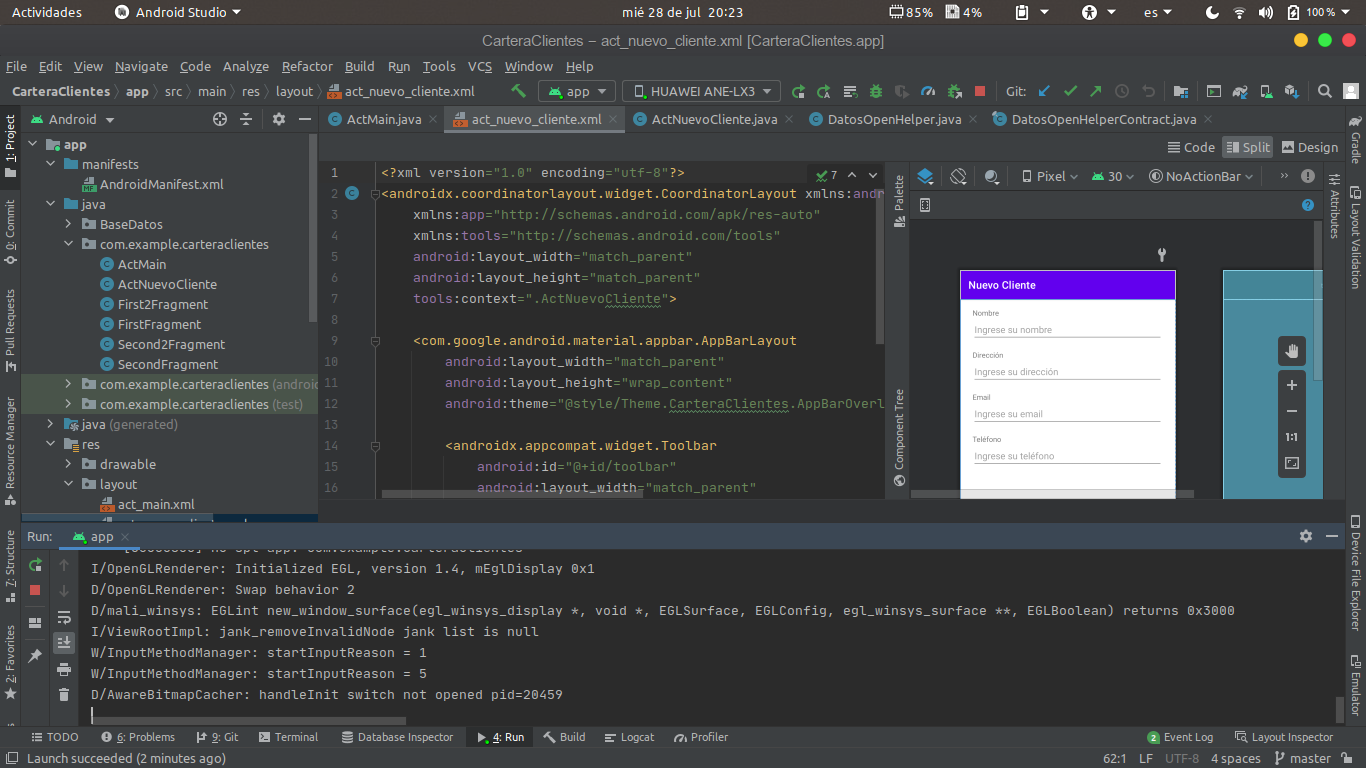 Actividades
Android Studio
mié 28 de jul 20:23
85%
4%
es
100%
CarteraClientes – act_nuevo_cliente.xml [CarteraClientes.app]
File Edit View Navigate Code Analyze Refactor Build Run Tools VCS Window Help
CarteraClientes app src main res layout act_nuevo_cliente.xml
app
HUAWEI ANE-LX3
Git:
Android
ActMain.java
act_nuevo_cliente.xml
ActNuevoCliente.java
DatosOpenHelper.java
DatosOpenHelperContract.java
Code
Split
Design
1: Project
0: Commit
Pull Requests
Resource Manager
7: Structure
2: Favorites
app
manifests
AndroidManifest.xml
java
BaseDatos
com.example.carteraclientes
ActMain
ActNuevoCliente
First2Fragment
FirstFragment
Second2Fragment
SecondFragment
com.example.carteraclientes (android
com.example.carteraclientes (test)
java (generated)
res
drawable
layout
act_main.xml
1 <?xml version="1.0" encoding="utf-8"?>
7
2 <androidx.coordinatorlayout.widget.CoordinatorLayout xmlns:andr
3 xmlns:app="http://schemas.android.com/apk/res-auto"
4 xmlns:tools="http://schemas.android.com/tools"
5 android:layout_width="match_parent"
6 android:layout_height="match_parent"
7 tools:context=".ActNuevoCliente">
8
9 <com.google.android.material.appbar.AppBarLayout
10 android:layout_width="match_parent"
11 android:layout_height="wrap_content"
12 android:theme="@style/Theme.CarteraClientes.AppBarOverl
13
14 <androidx.appcompat.widget.Toolbar
15 android:id="@+id/toolbar"
16 android:layout_width="match_parent"
Palette
Component Tree
Pixel
30
NoActionBar
Nuevo Cliente
Nombre
Ingrese su nombre
Dirección
Ingrese su dirección
Email
Ingrese su email
Teléfono
Ingrese su teléfono
1:1
Attributes
Gradle
Layout Validation
Device File Explorer
Emulator
Run: app
I/OpenGLRenderer: Initialized EGL, version 1.4, mEglDisplay 0x1
D/OpenGLRenderer: Swap behavior 2
D/mali_winsys: EGLint new_window_surface(egl_winsys_display *, void *, EGLSurface, EGLConfig, egl_winsys_surface **, EGLBoolean) returns 0x3000
I/ViewRootImpl: jank_removeInvalidNode jank list is null
W/InputMethodManager: startInputReason = 1
W/InputMethodManager: startInputReason = 5
D/AwareBitmapCacher: handleInit switch not opened pid=20459
TODO
6: Problems
9: Git
Terminal
Database Inspector
4: Run
Build
Logcat
Profiler
2 Event Log
Layout Inspector
Launch succeeded (2 minutes ago)
62:1 LF UTF-8 4 spaces master